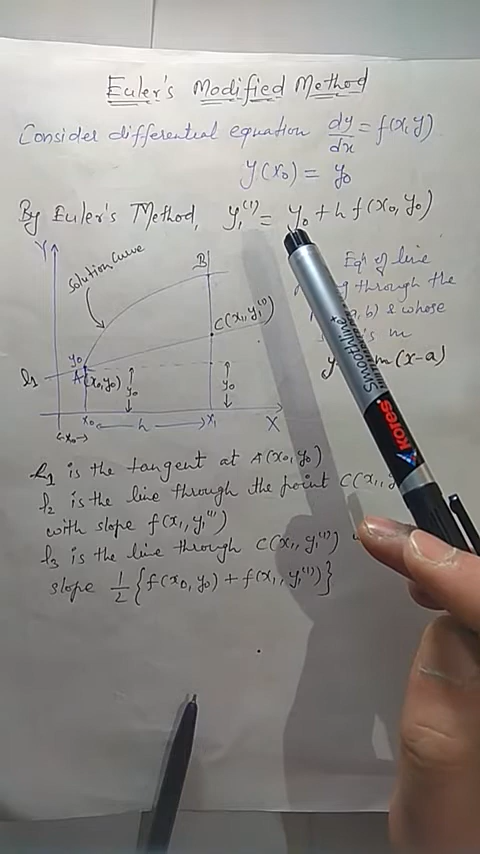 Euler's Modified Method
Consider differential equation dy/dx = f(x,y)
y(x₀) = y₀
By Euler's Method, y₁⁽¹⁾ = y₀ + h f(x₀, y₀)
Y
Solution Curve
B
C(x₁, y₁⁽¹⁾)
l₁
y₀
A(x₀, y₀)
y₀
y₀
x₀
h
x₁
X
x₀
Eqⁿ of line
through the
b) & whose
is m
y m(x-a)
l₁ is the tangent at A(x₀, y₀)
l₂ is the line through the point C(x₁, y
with slope f(x₁, y₁⁽¹⁾)
l₃ is the line through C(x₁, y₁⁽¹⁾)
slope 1/2 {f(x₀, y₀) + f(x₁, y₁⁽¹⁾)}
Smoothline+
Kores